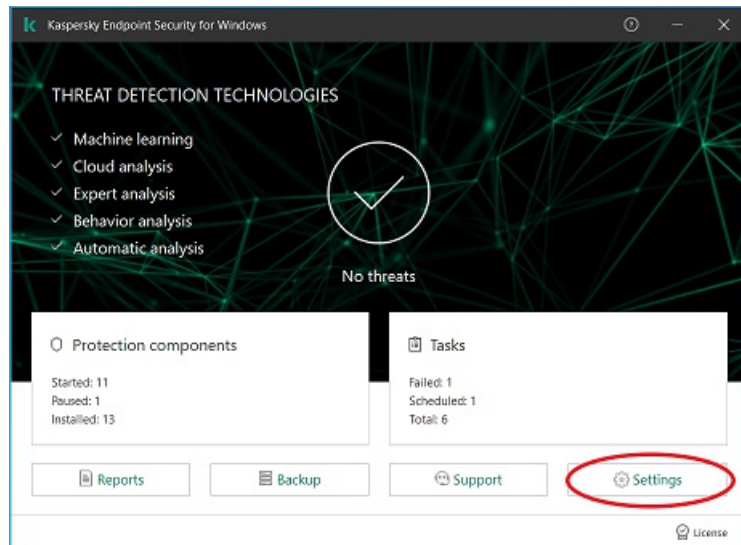 Kaspersky Endpoint Security for Windows
THREAT DETECTION TECHNOLOGIES
Machine learning
Cloud analysis
Expert analysis
Behavior analysis
Automatic analysis
No threats
Protection components
Started: 11
Paused: 1
Installed: 13
Tasks
Failed: 1
Scheduled: 1
Total: 6
Reports
Backup
Support
Settings
License